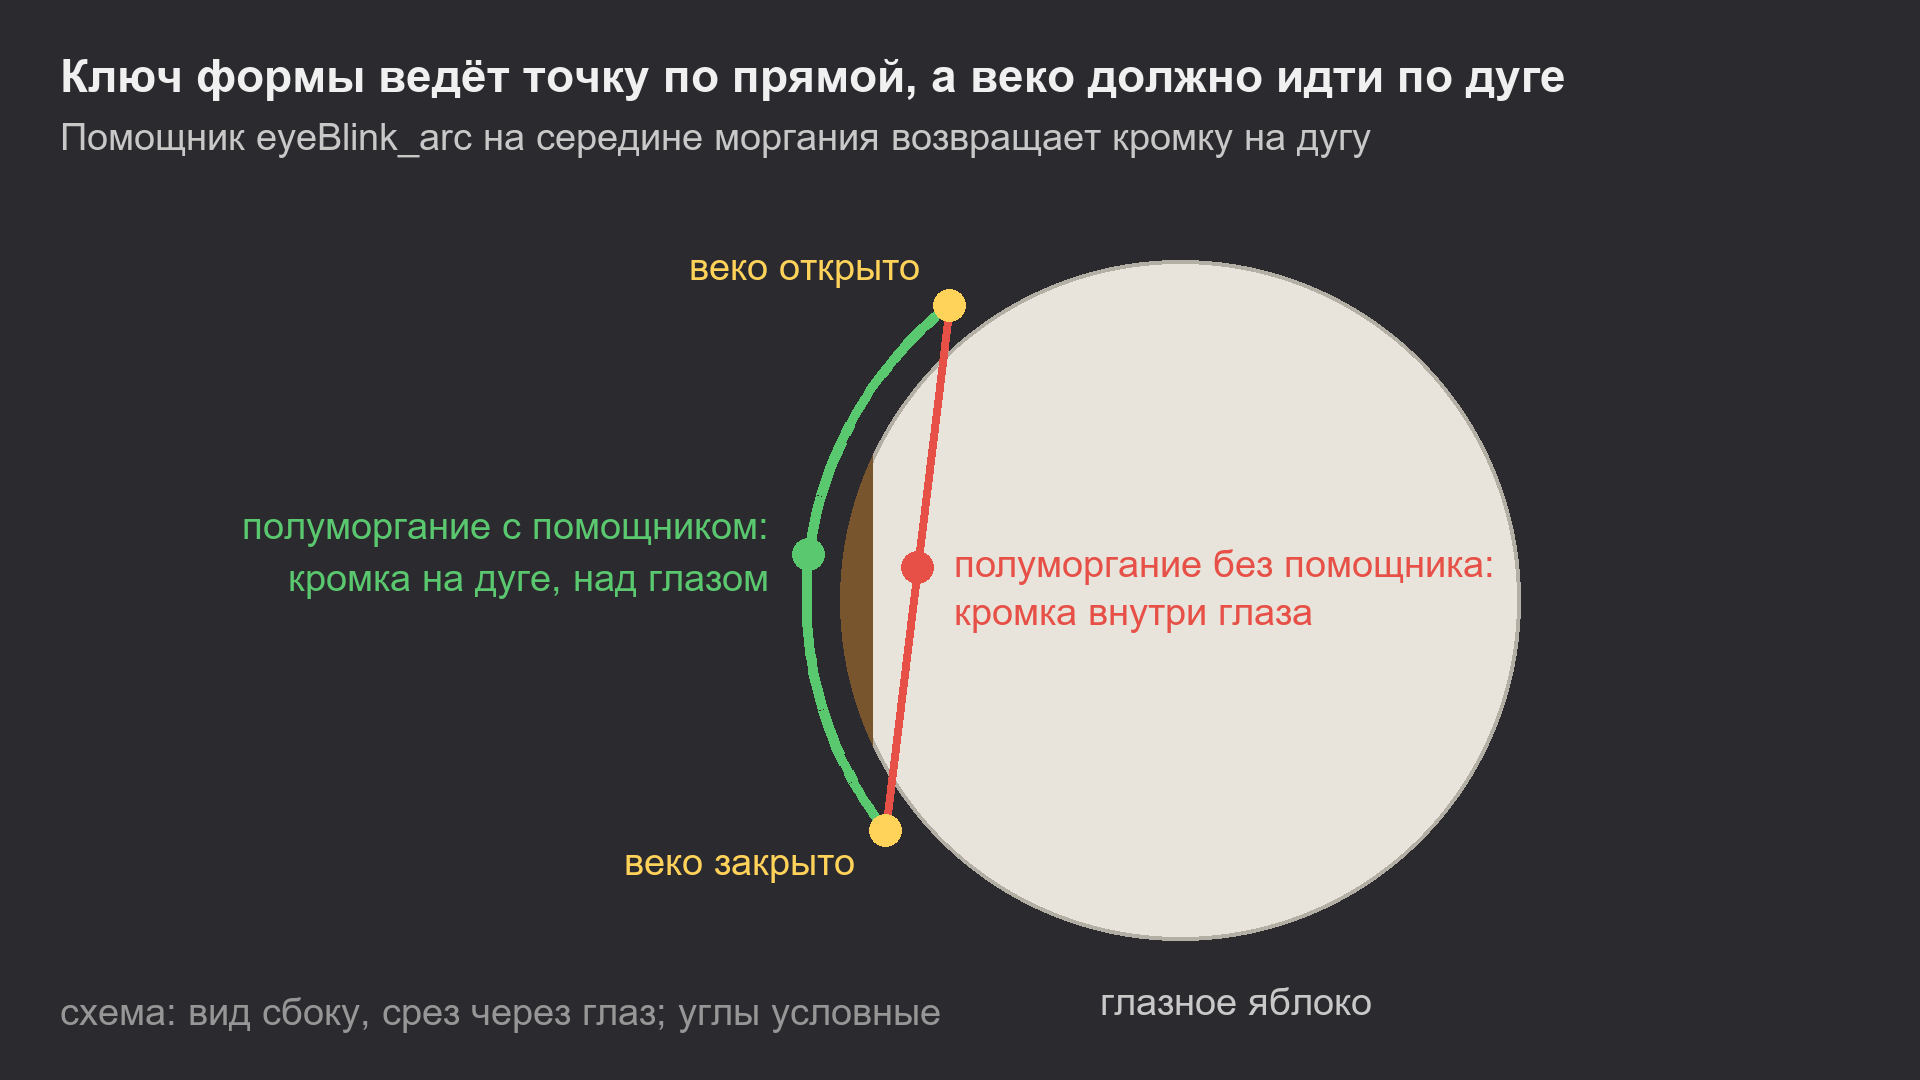 Ключ формы ведёт точку по прямой, а веко должно идти по дуге
Помощник eyeBlink_arc на середине моргания возвращает кромку на дугу
веко открыто
полуморгание с помощником:
кромка на дуге, над глазом
полуморгание без помощника:
кромка внутри глаза
веко закрыто
глазное яблоко
схема: вид сбоку, срез через глаз; углы условные